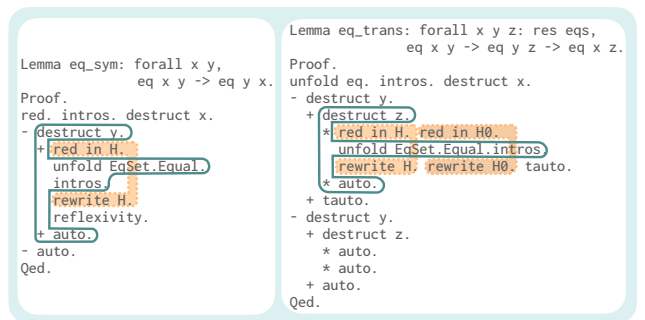 Lemma eq_sym: forall x y,
eq x y -> eq y x.
Proof.
red. intros. destruct x.
- destruct y.
+ red in H.
unfold EqSet.Equal.
intros.
rewrite H.
reflexivity.
+ auto.
- auto.
Qed.
Lemma eq_trans: forall x y z: res eqs,
eq x y -> eq y z -> eq x z.
Proof.
unfold eq. intros. destruct x.
- destruct y.
+ destruct z.
* red in H. red in H0.
unfold EqSet.Equal.intros
rewrite H. rewrite H0. tauto.
* auto.
+ tauto.
- destruct y.
+ destruct z.
* auto.
* auto.
+ auto.
Qed.